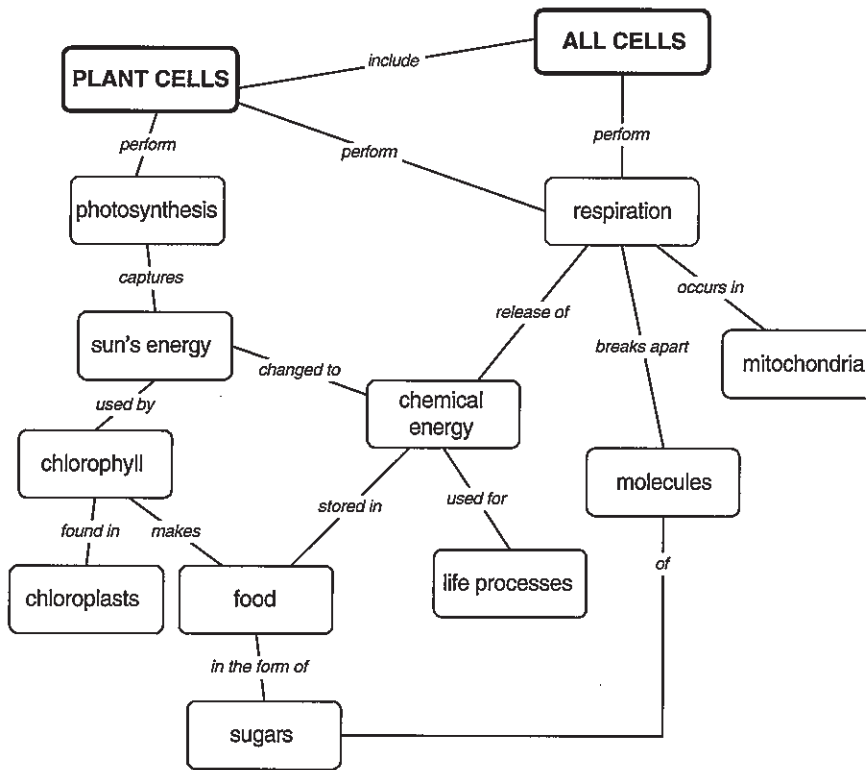 ALL CELLS
PLANT CELLS
include
perform
perform
perform
photosynthesis
respiration
captures
occurs in
release of
sun's energy
breaks apart
mitochondria
changed to
used by
chemical
energy
chlorophyll
molecules
found in
makes
stored in
used for
of
chloroplasts
food
life processes
in the form of
sugars